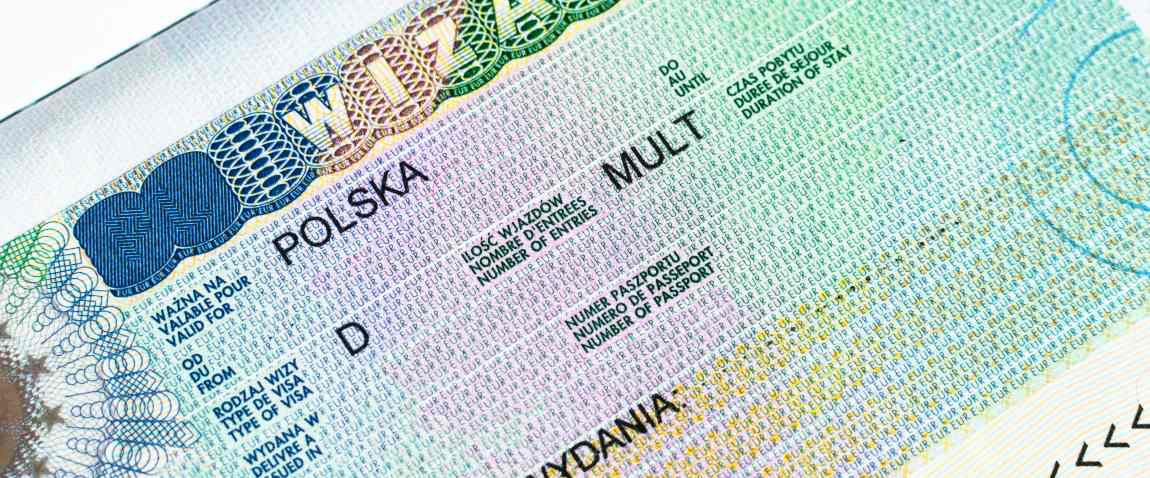 WIZA
WAŻNA NA
VALABLE POUR
VALID FOR
POLSKA
OD
DU
FROM
DO
AU
UNTIL
RODZAJ WIZY
TYPE DE VISA
TYPE OF VISA
D
ILOŚĆ WJAZDÓW
NOMBRE D'ENTREES
NUMBER OF ENTRIES
MULT
CZAS POBYTU
DUREE DE SEJOUR
DURATION OF STAY
WYDANA W
DELIVRE A
ISSUED IN
NUMER PASZPORTU
NUMERO DE PASSEPORT
NUMBER OF PASSPORT
WYDANIA:
<<<<